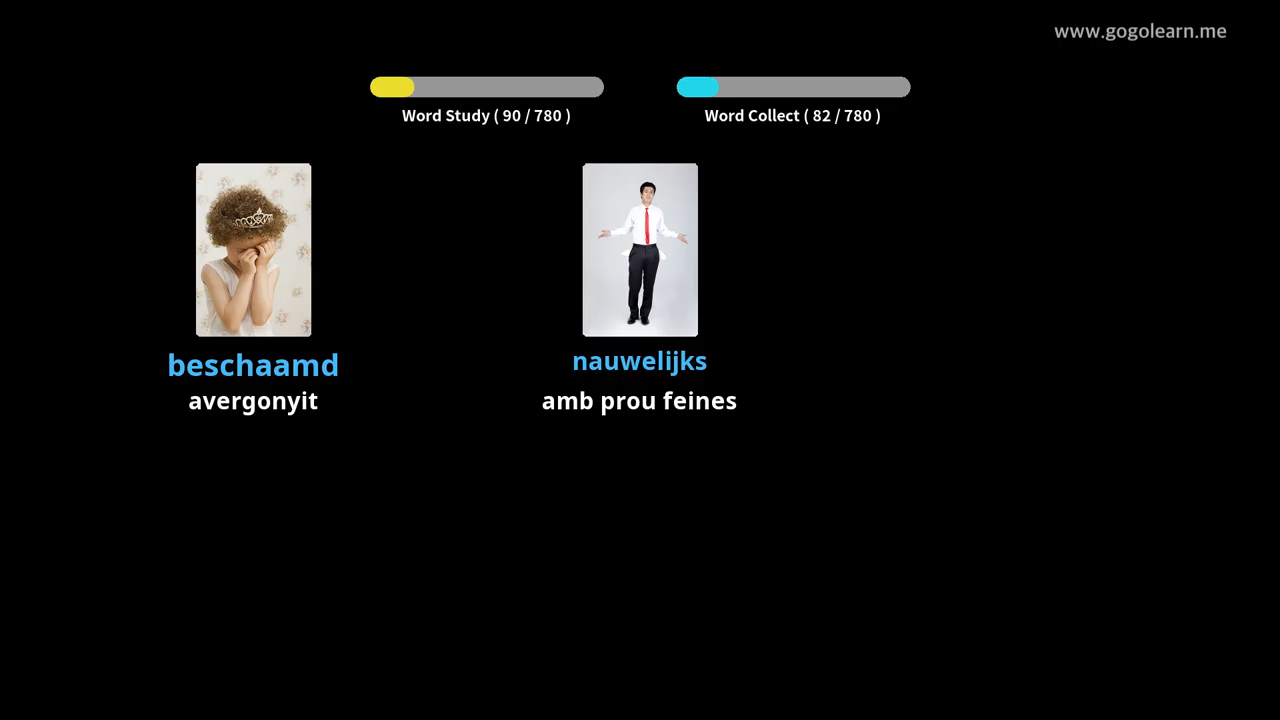 www.gogolearn.me
Word Study ( 90 / 780 )
Word Collect ( 82 / 780 )
beschaamd
avergonyit
nauwelijks
amb prou feines